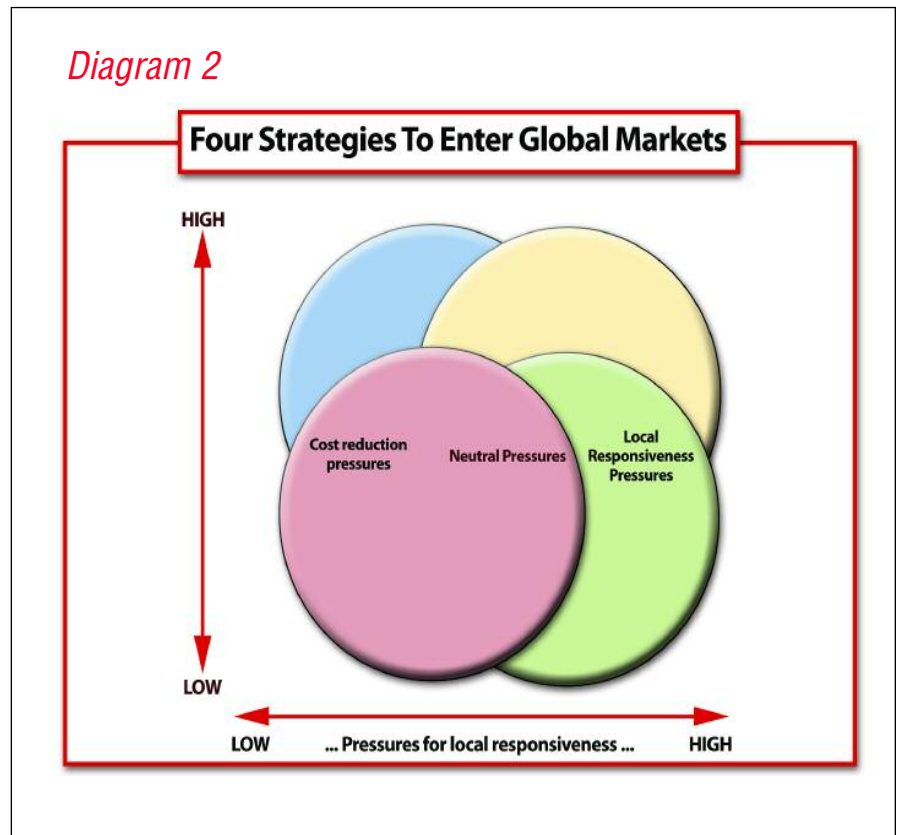 Diagram 2
Four Strategies To Enter Global Markets
HIGH
Cost reduction
pressures
Neutral Pressures
Local
Responsiveness
Pressures
LOW
LOW ... Pressures for local responsiveness ... HIGH